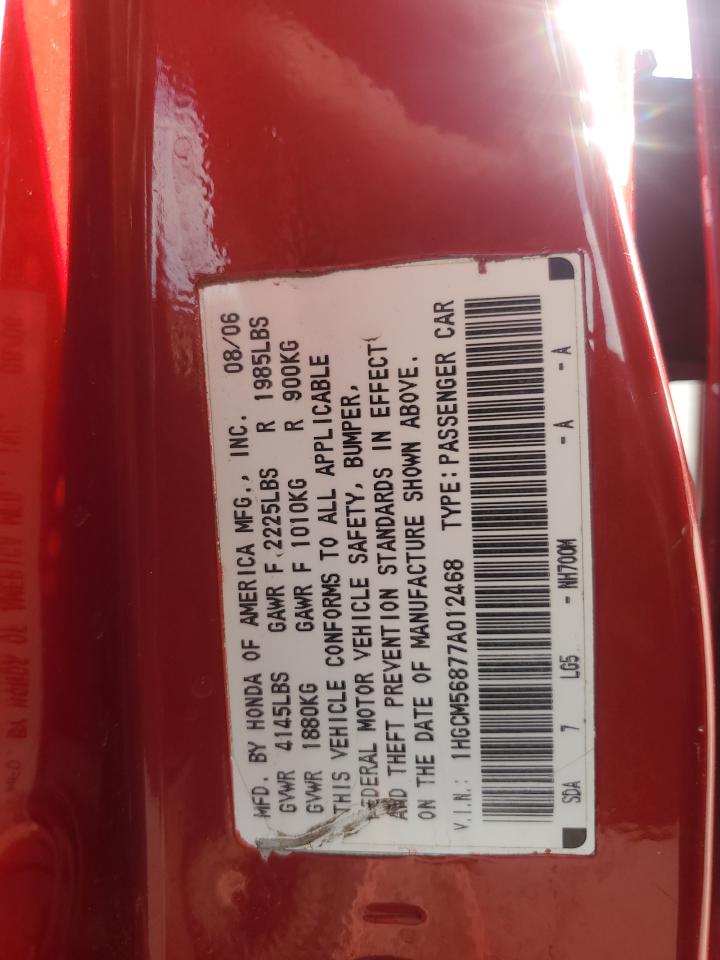 MFD. BY HONDA OF AMERICA MFG., INC. 08/06
GVWR 4145LBS GAWR F 2225LBS R 1985LBS
GVWR 1880KG GAWR F 1010KG R 900KG
THIS VEHICLE CONFORMS TO ALL APPLICABLE
FEDERAL MOTOR VEHICLE SAFETY, BUMPER,
AND THEFT PREVENTION STANDARDS IN EFFECT
ON THE DATE OF MANUFACTURE SHOWN ABOVE.
V.I.N.: 1HGCM56877A012468 TYPE: PASSENGER CAR
SDA 7 LG5 - NH700M - A - A